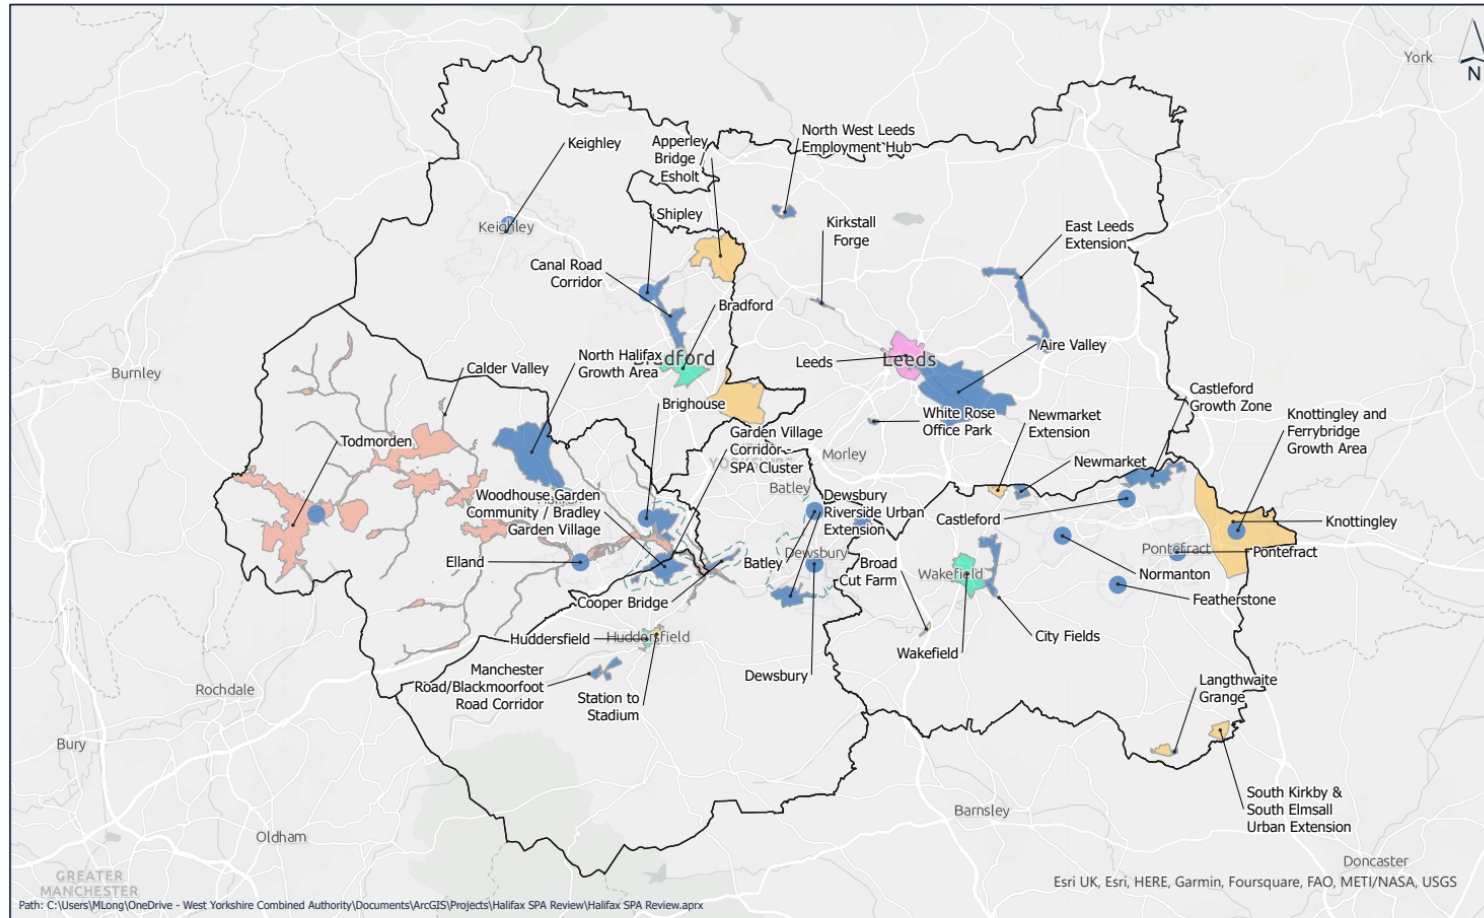 York
N
North West Leeds
Employment Hub
Apperley
Bridge
Esholt
Keighley
Keighley
Shipley
Kirkstall
Forge
East Leeds
Extension
Canal Road
Corridor
Bradford
Aire Valley
North Halifax
Growth Area
dford
Leeds
Leeds
Burnley
Calder Valley
Castleford
Growth Zone
Brighouse
White Rose
Office Park
Newmarket
Extension
Knottingley and
Ferrybridge
Growth Area
Todmorden
Garden Village
Corridor -
SPA Cluster
YORKSHIRE
Morley
Newmarket
Batley
Woodhouse Garden
Community / Bradley
Garden Village
Dewsbury
Riverside Urban
Extension
Castleford
Knottingley
Elland
Batley
Dewsbury
Broad
Cut Farm
Wakefield
Pontefract
Pontefract
Normanton
Cooper Bridge
Featherstone
Huddersfield
Huddersfield
City Fields
Wakefield
Manchester
Road/Blackmoorfoot
Road Corridor
Dewsbury
Langthwaite
Grange
Rochdale
Station to
Stadium
Bury
South Kirkby &
South Elmsall
Urban Extension
Barnsley
Oldham
Doncaster
GREATER
MANCHESTER
Esri UK, Esri, HERE, Garmin, Foursquare, FAO, METI/NASA, USGS
Path: C:\Users\MLong\OneDrive - West Yorkshire Combined Authority\Documents\ArcGIS\Projects\Halifax SPA Review\Halifax SPA Review.aprx